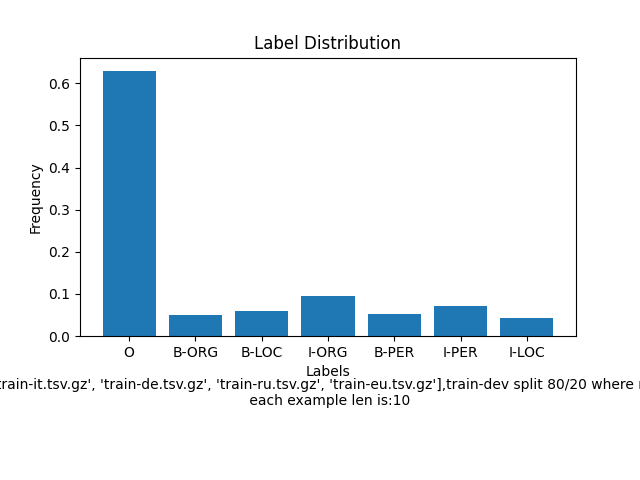 Label Distribution
Frequency
0.6
0.5
0.4
0.3
0.2
0.1
0.0
O B-ORG B-LOC I-ORG B-PER I-PER I-LOC
Labels
train-it.tsv.gz', 'train-de.tsv.gz', 'train-ru.tsv.gz', 'train-eu.tsv.gz'],train-dev split 80/20 where
each example len is:10